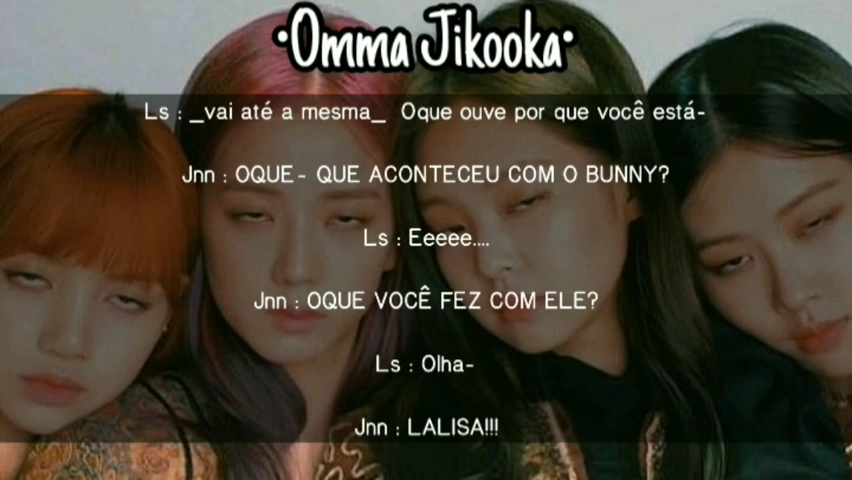 •Omma Jikooka•
Ls : _vai até a mesma_ Oque ouve por que você está-
Jnn : OQUE- QUE ACONTECEU COM O BUNNY?
Ls : Eeeee....
Jnn : OQUE VOCÊ FEZ COM ELE?
Ls : Olha-
Jnn : LALISA!!!